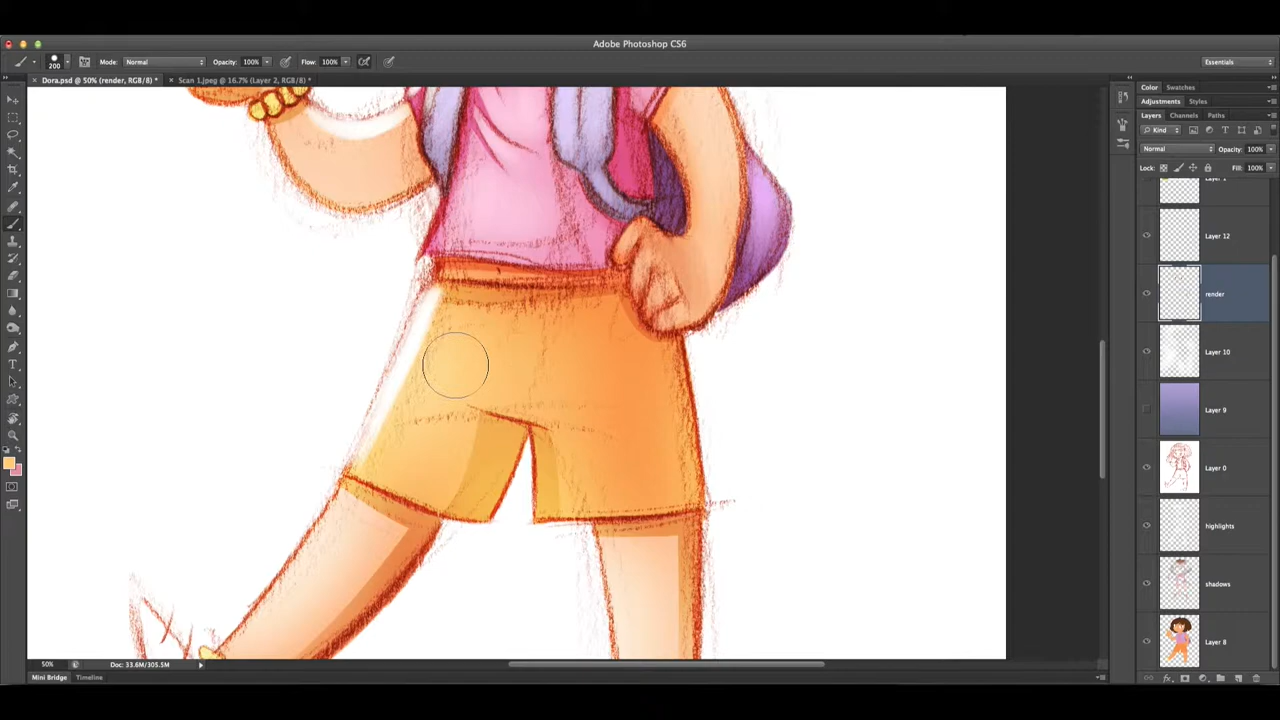 Adobe Photoshop CS6
200 Mode: Normal Opacity: 100% Flow: 100% Essentials
Dora.psd @ 50% (render, RGB/8) * Scan 1.jpeg @ 16.7% (Layer 2, RGB/8) *
Color Swatches
Adjustments Styles
Layers Channels Paths
Kind
Normal Opacity: 100%
Lock: Fill: 100%
Layer 12
render
Layer 10
Layer 9
Layer 0
highlights
shadows
Layer 8
50% Doc: 33.6M/305.5M
Mini Bridge Timeline